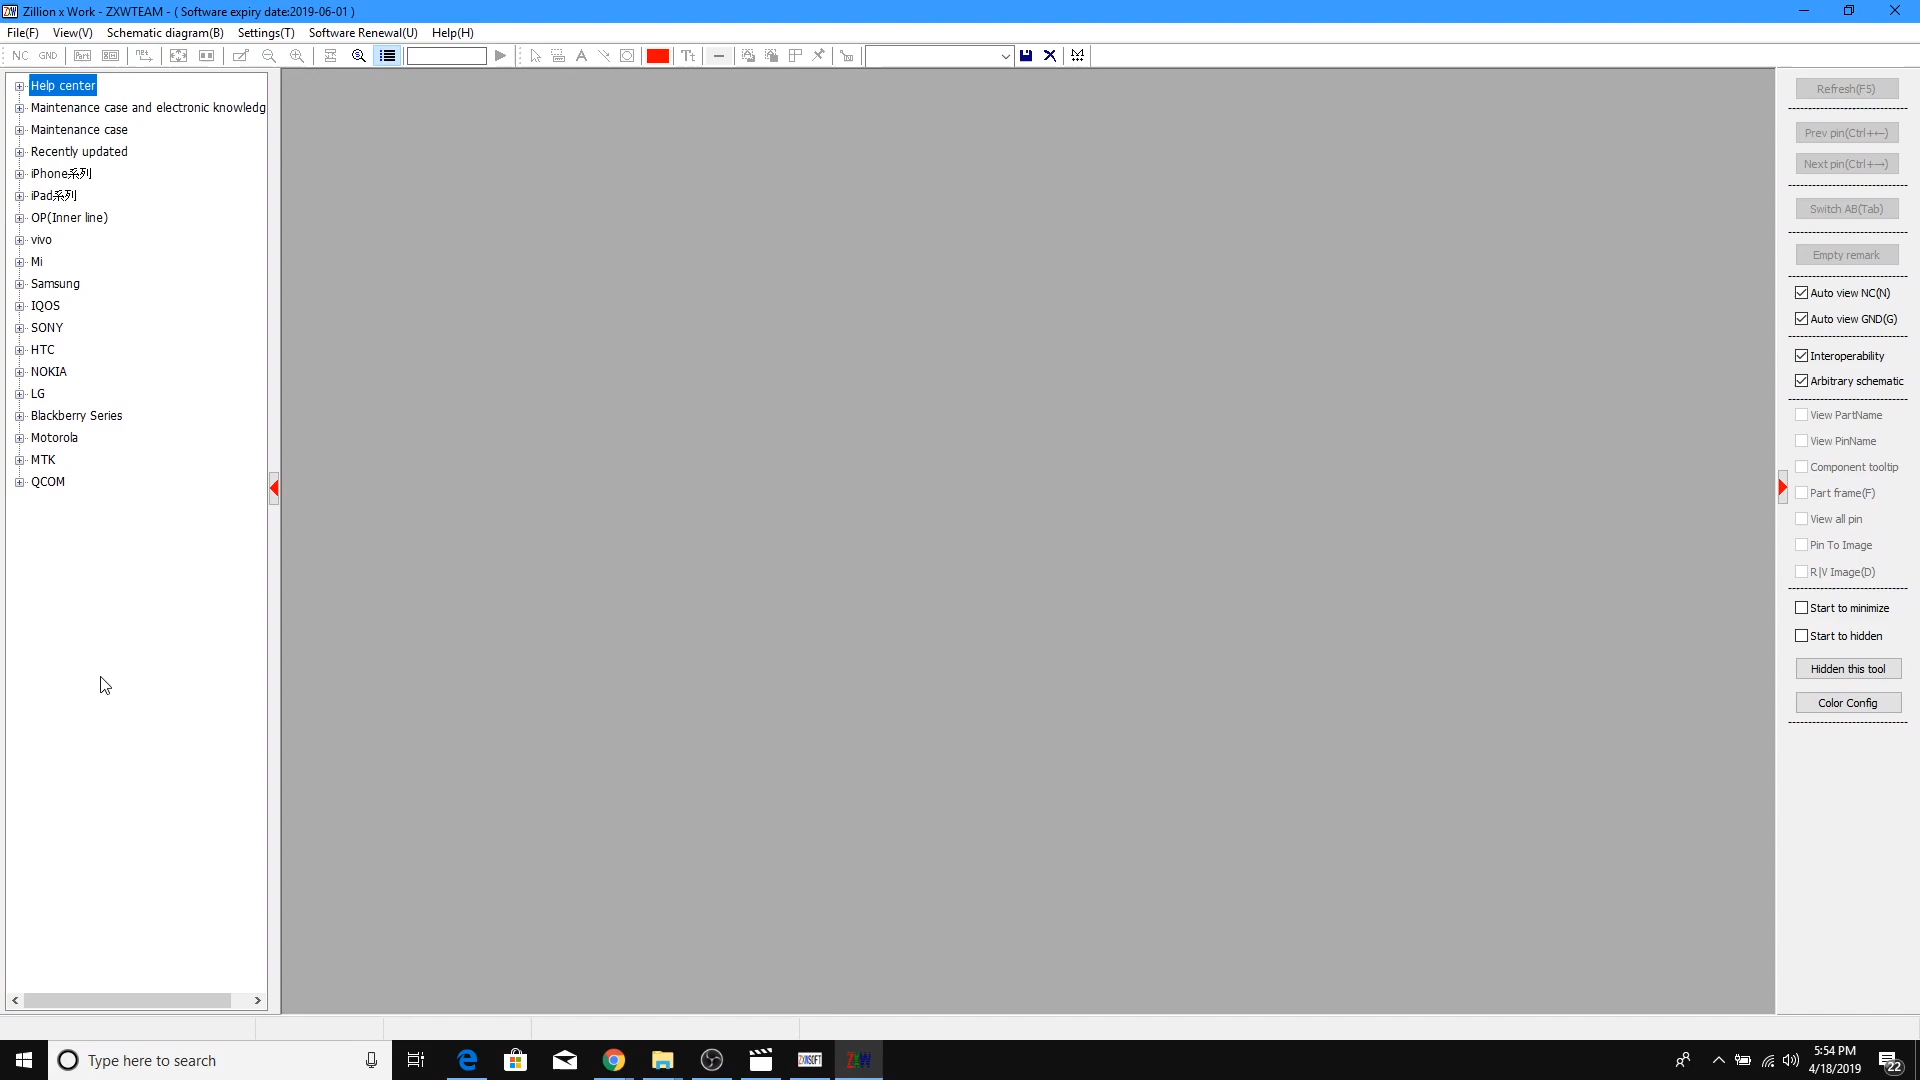 ZXW Zillion x Work - ZXWTEAM - ( Software expiry date:2019-06-01 )
File(F) View(V) Schematic diagram(B) Settings(T) Software Renewal(U) Help(H)
NC GND Part net A Tt
Help center
Maintenance case and electronic knowledg
Maintenance case
Recently updated
iPhone系列
iPad系列
OP(Inner line)
vivo
Mi
Samsung
IQOS
SONY
HTC
NOKIA
LG
Blackberry Series
Motorola
MTK
QCOM
Refresh(F5)
Prev pin(Ctrl+←)
Next pin(Ctrl+→)
Switch AB(Tab)
Empty remark
Auto view NC(N)
Auto view GND(G)
Interoperability
Arbitrary schematic
View PartName
View PinName
Component tooltip
Part frame(F)
View all pin
Pin To Image
R|V Image(D)
Start to minimize
Start to hidden
Hidden this tool
Color Config
Type here to search
ZXWSOFT
ZXW
5:54 PM
4/18/2019
22